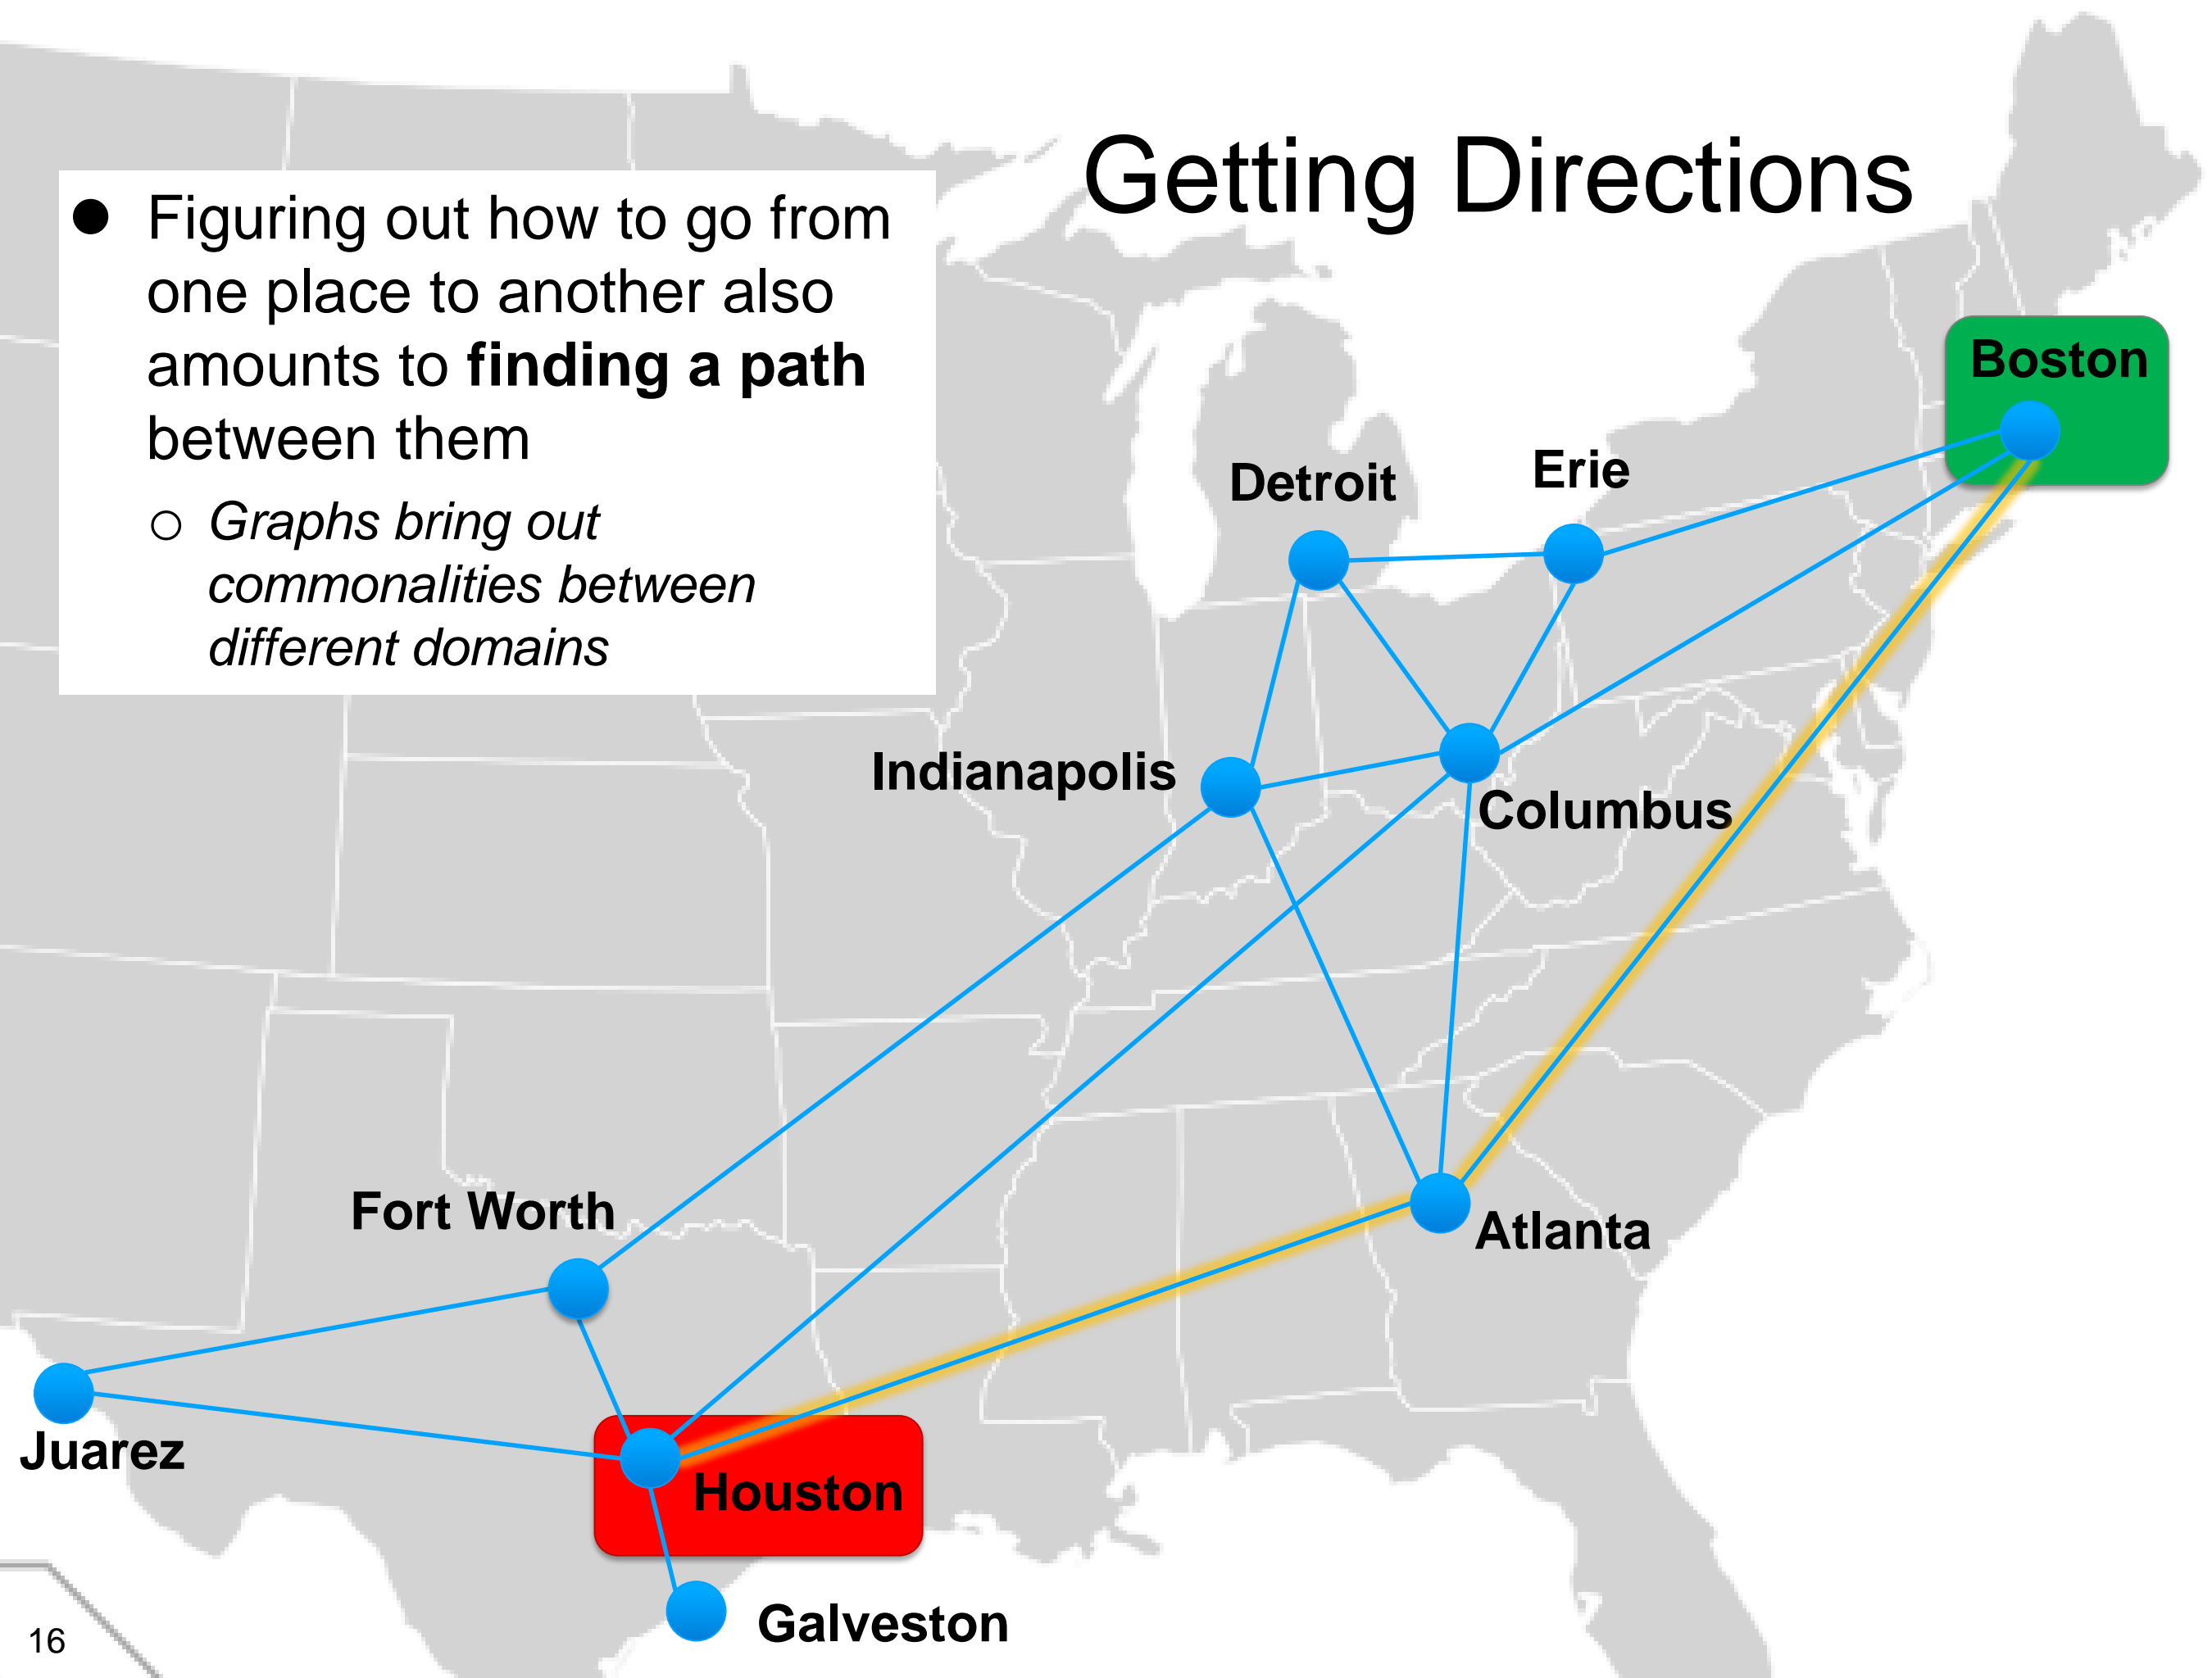 Getting Directions
● Figuring out how to go from
one place to another also
amounts to finding a path
between them
○ Graphs bring out
commonalities between
different domains
Boston
Erie
Detroit
Indianapolis
Columbus
Fort Worth
Atlanta
Juarez
Houston
Galveston
16